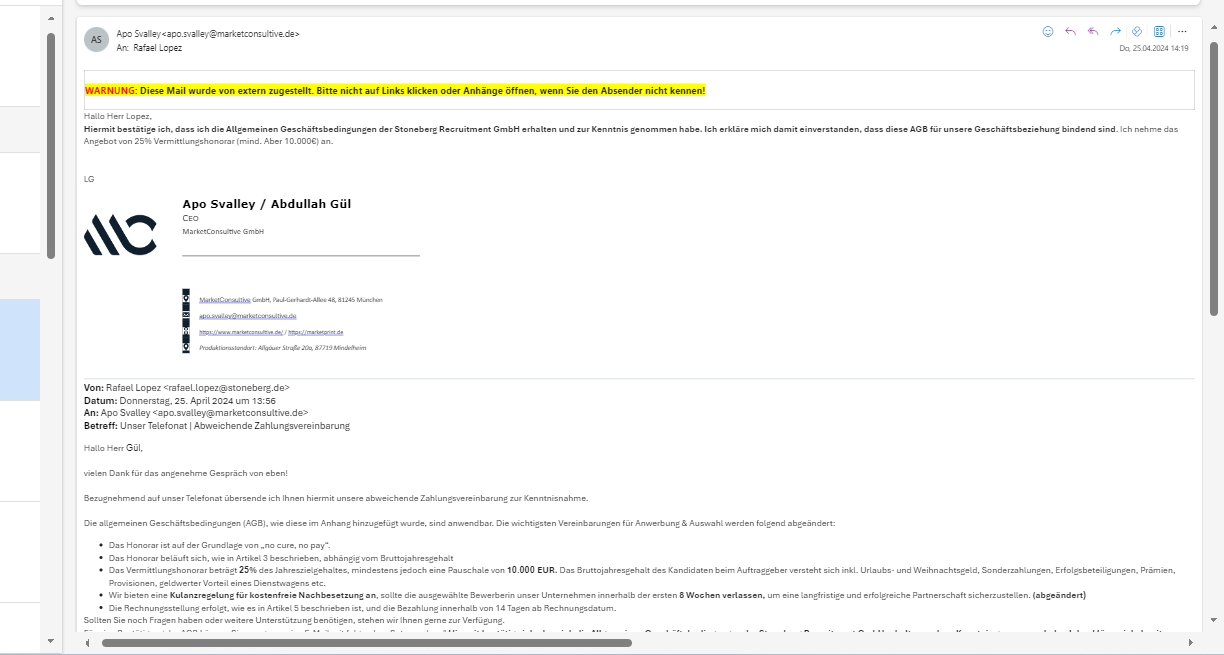 AS
Apo Svalley<apo.svalley@marketconsultive.de>
An: Rafael Lopez
Do, 25.04.2024 14:19
WARNUNG: Diese Mail wurde von extern zugestellt. Bitte nicht auf Links klicken oder Anhänge öffnen, wenn Sie den Absender nicht kennen!
Hallo Herr Lopez,
Hiermit bestätige ich, dass ich die Allgemeinen Geschäftsbedingungen der Stoneberg Recruitment GmbH erhalten und zur Kenntnis genommen habe. Ich erkläre mich damit einverstanden, dass diese AGB für unsere Geschäftsbeziehung bindend sind. Ich nehme das
Angebot von 25% Vermittlungshonorar (mind. Aber 10.000€) an.
LG
Apo Svalley / Abdullah Gül
CEO
MarketConsultive GmbH
MarketConsultive GmbH, Paul-Gerhardt-Allee 48, 81245 München
apo.svalley@marketconsultive.de
https://www.marketconsultive.de/ / https://marketprint.de
Produktionsstandort: Allgäuer Straße 20a, 87719 Mindelheim
Von: Rafael Lopez <rafael.lopez@stoneberg.de>
Datum: Donnerstag, 25. April 2024 um 13:56
An: Apo Svalley <apo.svalley@marketconsultive.de>
Betreff: Unser Telefonat | Abweichende Zahlungsvereinbarung
Hallo Herr Gül,
vielen Dank für das angenehme Gespräch von eben!
Bezugnehmend auf unser Telefonat übersende ich Ihnen hiermit unsere abweichende Zahlungsvereinbarung zur Kenntnisnahme.
Die allgemeinen Geschäftsbedingungen (AGB), wie diese im Anhang hinzugefügt wurde, sind anwendbar. Die wichtigsten Vereinbarungen für Anwerbung & Auswahl werden folgend abgeändert:
• Das Honorar ist auf der Grundlage von „no cure, no pay“.
• Das Honorar beläuft sich, wie in Artikel 3 beschrieben, abhängig vom Bruttojahresgehalt
• Das Vermittlungshonorar beträgt 25% des Jahreszielgehaltes, mindestens jedoch eine Pauschale von 10.000 EUR. Das Bruttojahresgehalt des Kandidaten beim Auftraggeber versteht sich inkl. Urlaubs- und Weihnachtsgeld, Sonderzahlungen, Erfolgsbeteiligungen, Prämien,
Provisionen, geldwerter Vorteil eines Dienstwagens etc.
• Wir bieten eine Kulanzregelung für kostenfreie Nachbesetzung an, sollte die ausgewählte Bewerberin unser Unternehmen innerhalb der ersten 8 Wochen verlassen, um eine langfristige und erfolgreiche Partnerschaft sicherzustellen. (abgeändert)
• Die Rechnungsstellung erfolgt, wie es in Artikel 5 beschrieben ist, und die Bezahlung innerhalb von 14 Tagen ab Rechnungsdatum.
Sollten Sie noch Fragen haben oder weitere Unterstützung benötigen, stehen wir Ihnen gerne zur Verfügung.